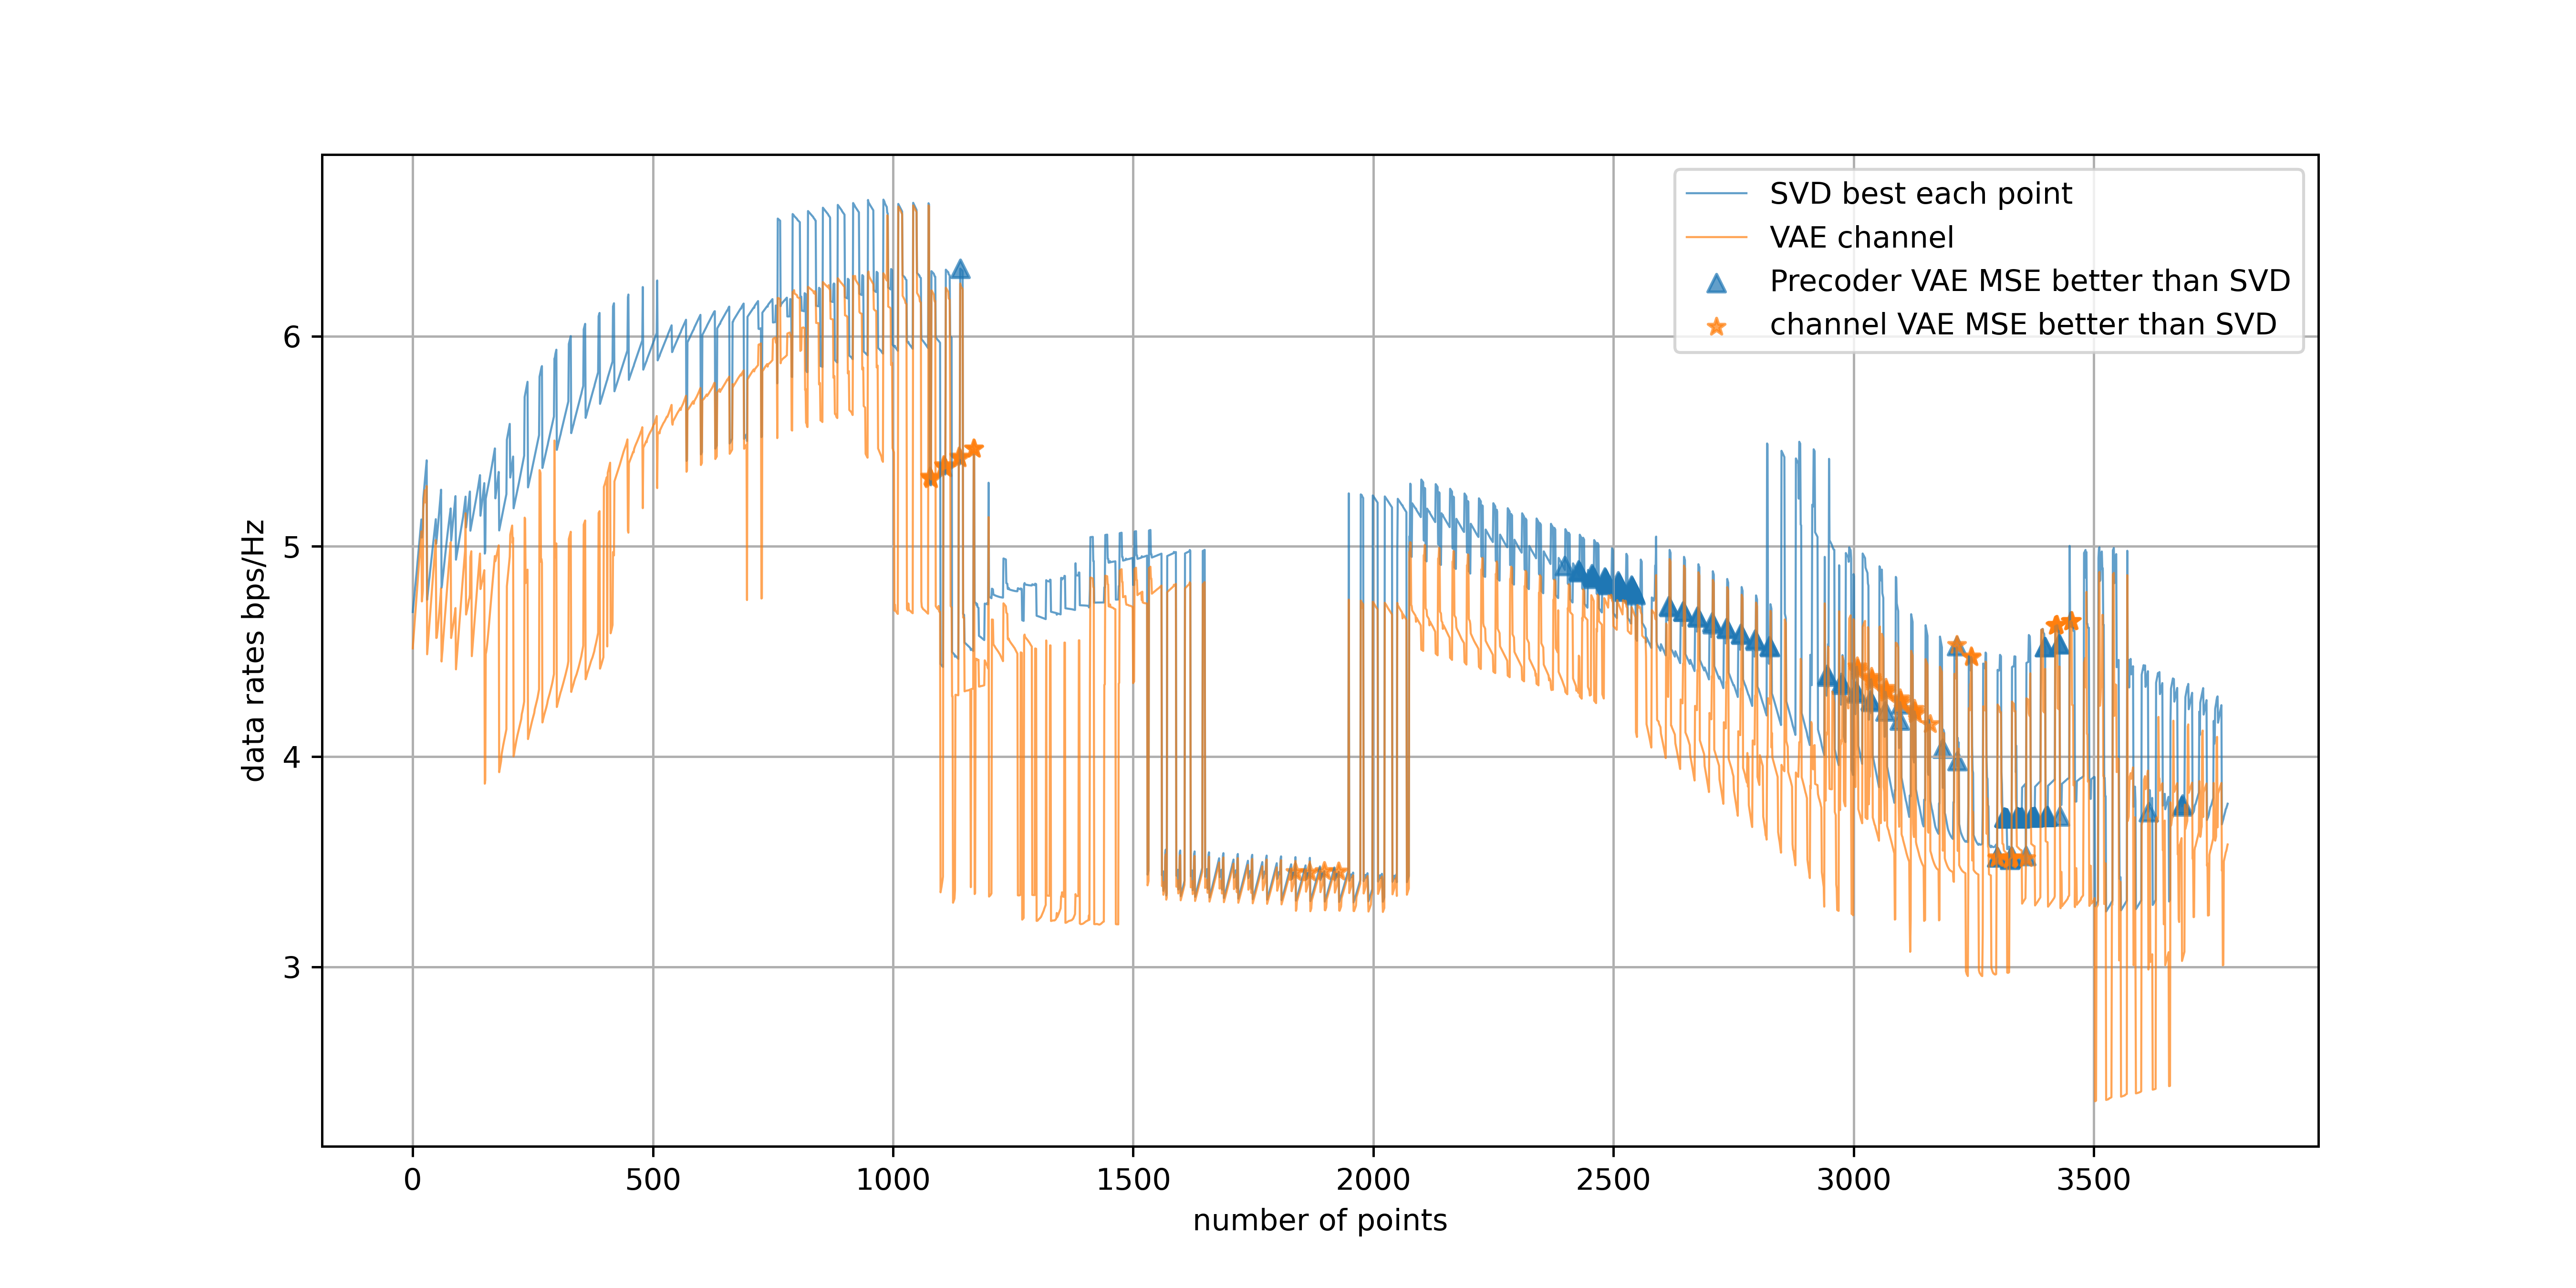 SVD best each point
VAE channel
Precoder VAE MSE better than SVD
channel VAE MSE better than SVD
6
5
4
3
data rates bps/Hz
0 500 1000 1500 2000 2500 3000 3500
number of points